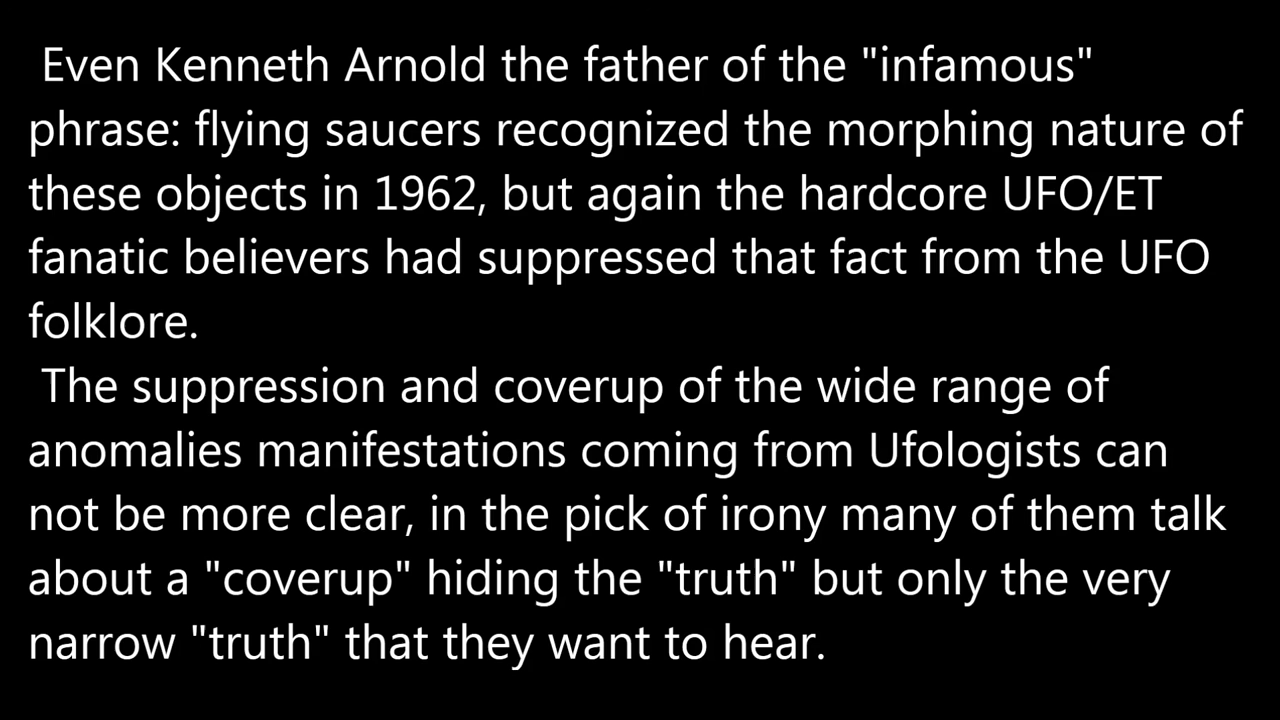 Even Kenneth Arnold the father of the "infamous"
phrase: flying saucers recognized the morphing nature of
these objects in 1962, but again the hardcore UFO/ET
fanatic believers had suppressed that fact from the UFO
folklore.
The suppression and coverup of the wide range of
anomalies manifestations coming from Ufologists can
not be more clear, in the pick of irony many of them talk
about a "coverup" hiding the "truth" but only the very
narrow "truth" that they want to hear.